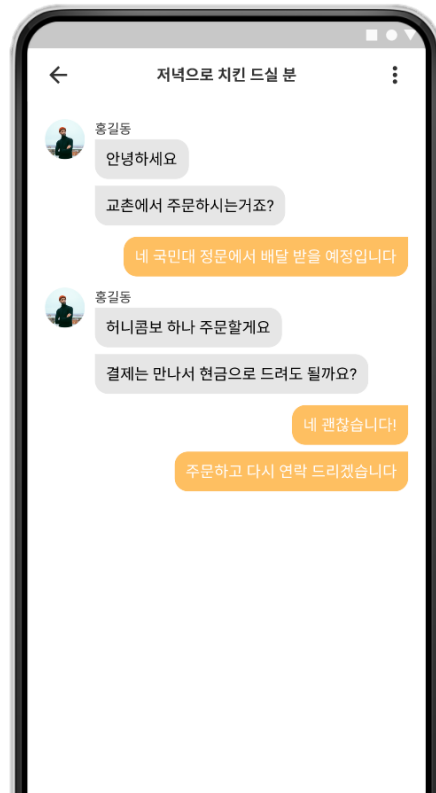 저녁으로 치킨 드실 분
홍길동
안녕하세요
교촌에서 주문하시는거죠?
네 국민대 정문에서 배달 받을 예정입니다
홍길동
허니콤보 하나 주문할게요
결제는 만나서 현금으로 드려도 될까요?
네 괜찮습니다!
주문하고 다시 연락 드리겠습니다